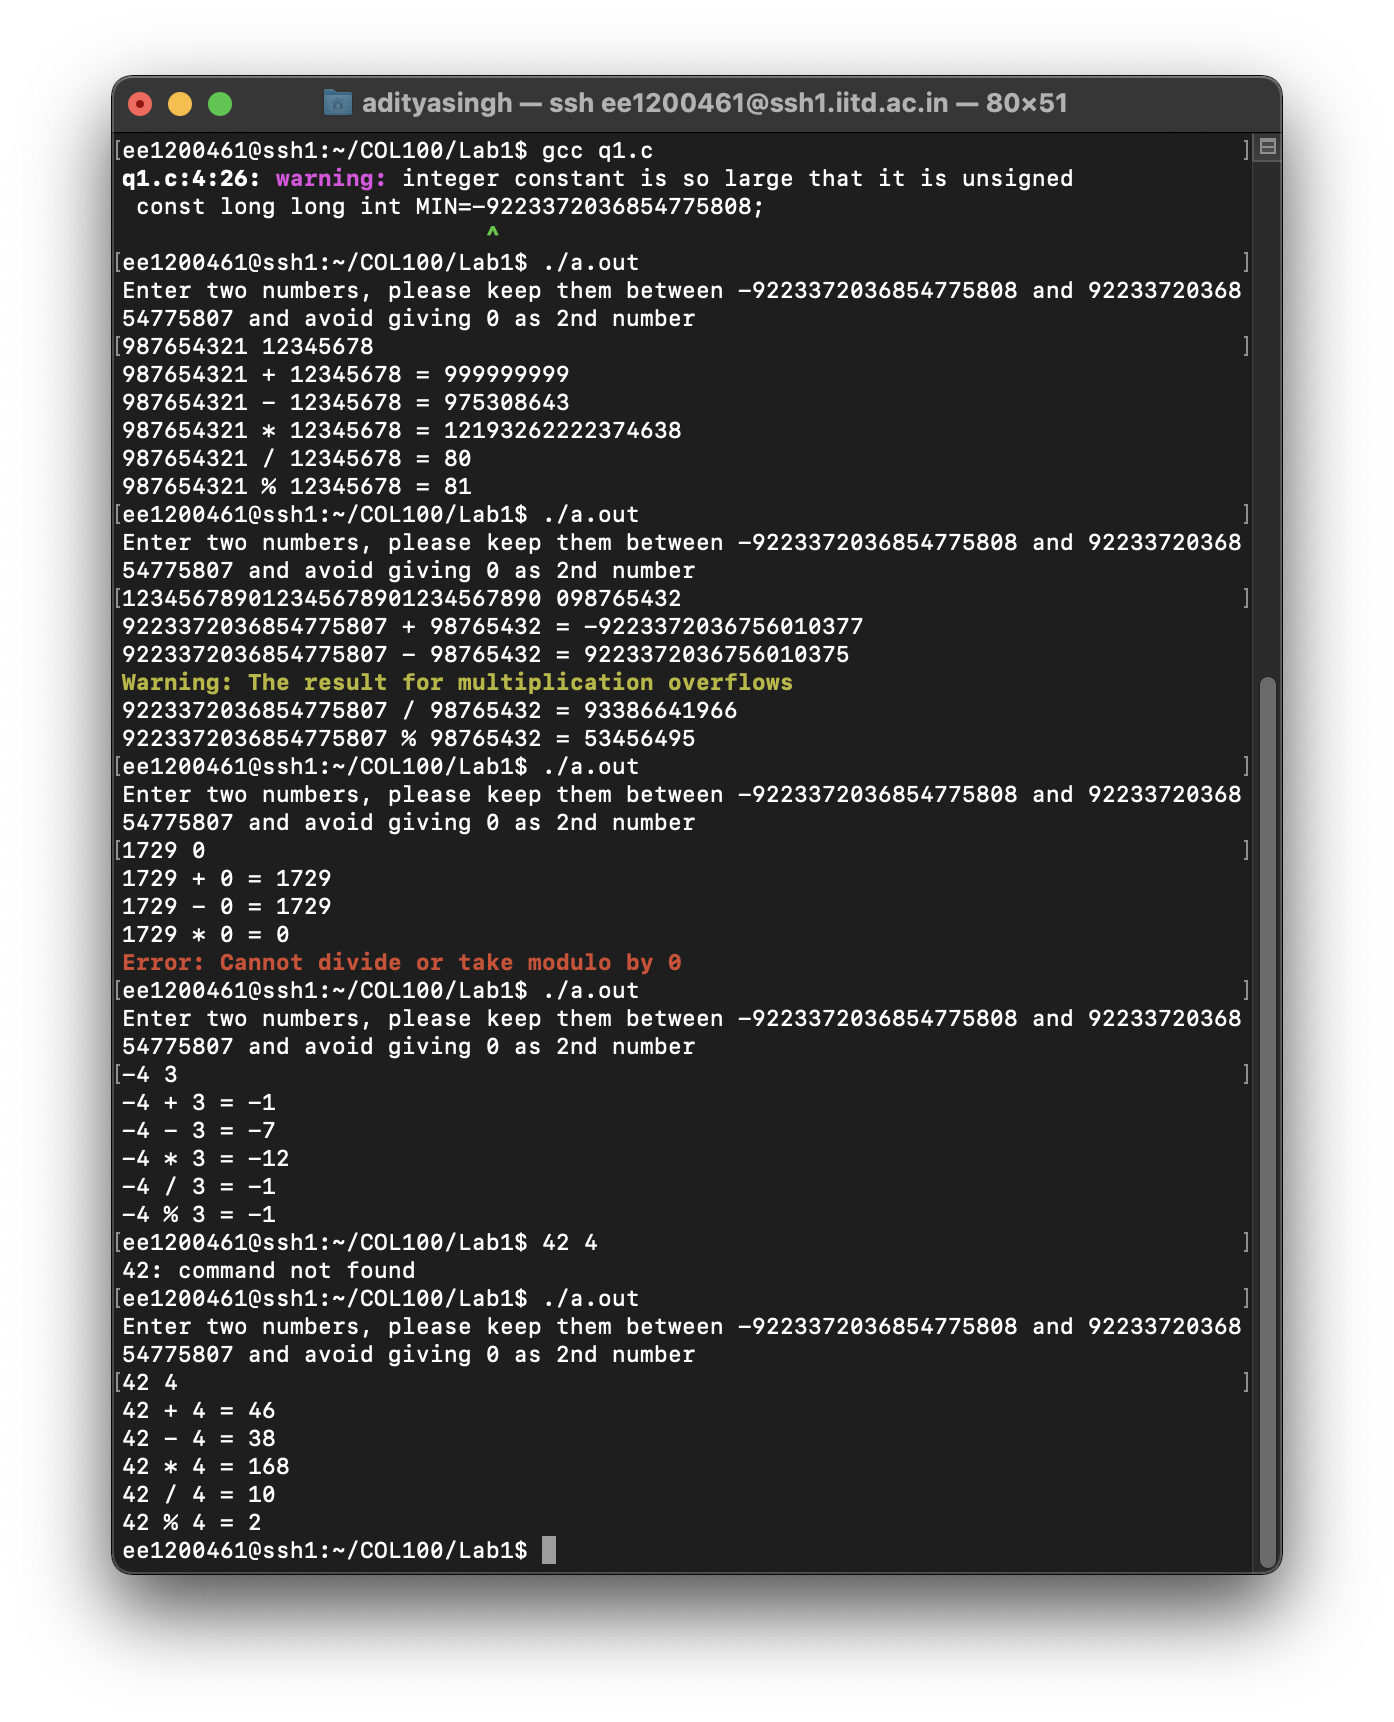 adityasingh — ssh ee1200461@ssh1.iitd.ac.in — 80×51
[ee1200461@ssh1:~/COL100/Lab1$ gcc q1.c ]
q1.c:4:26: warning: integer constant is so large that it is unsigned
 const long long int MIN=-9223372036854775808;
                          ^
[ee1200461@ssh1:~/COL100/Lab1$ ./a.out ]
Enter two numbers, please keep them between -9223372036854775808 and 92233720368
54775807 and avoid giving 0 as 2nd number
[987654321 12345678 ]
987654321 + 12345678 = 999999999
987654321 - 12345678 = 975308643
987654321 * 12345678 = 12193262222374638
987654321 / 12345678 = 80
987654321 % 12345678 = 81
[ee1200461@ssh1:~/COL100/Lab1$ ./a.out ]
Enter two numbers, please keep them between -9223372036854775808 and 92233720368
54775807 and avoid giving 0 as 2nd number
[123456789012345678901234567890 098765432 ]
9223372036854775807 + 98765432 = -9223372036756010377
9223372036854775807 - 98765432 = 9223372036756010375
Warning: The result for multiplication overflows
9223372036854775807 / 98765432 = 93386641966
9223372036854775807 % 98765432 = 53456495
[ee1200461@ssh1:~/COL100/Lab1$ ./a.out ]
Enter two numbers, please keep them between -9223372036854775808 and 92233720368
54775807 and avoid giving 0 as 2nd number
[1729 0 ]
1729 + 0 = 1729
1729 - 0 = 1729
1729 * 0 = 0
Error: Cannot divide or take modulo by 0
[ee1200461@ssh1:~/COL100/Lab1$ ./a.out ]
Enter two numbers, please keep them between -9223372036854775808 and 92233720368
54775807 and avoid giving 0 as 2nd number
[-4 3 ]
-4 + 3 = -1
-4 - 3 = -7
-4 * 3 = -12
-4 / 3 = -1
-4 % 3 = -1
[ee1200461@ssh1:~/COL100/Lab1$ 42 4 ]
42: command not found
[ee1200461@ssh1:~/COL100/Lab1$ ./a.out ]
Enter two numbers, please keep them between -9223372036854775808 and 92233720368
54775807 and avoid giving 0 as 2nd number
[42 4 ]
42 + 4 = 46
42 - 4 = 38
42 * 4 = 168
42 / 4 = 10
42 % 4 = 2
ee1200461@ssh1:~/COL100/Lab1$